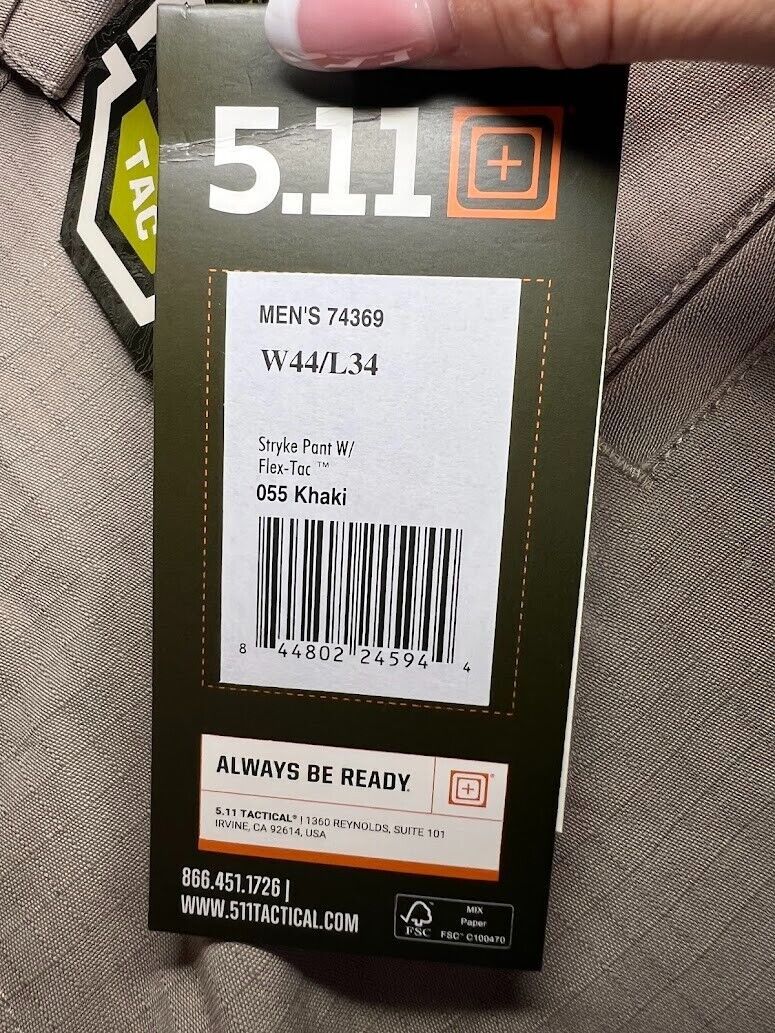 TAC
5.11
MEN'S 74369
W44/L34
Stryke Pant W/
Flex-Tac ™
055 Khaki
8 44802 24594 4
ALWAYS BE READY.
5.11 TACTICAL® | 1360 REYNOLDS, SUITE 101
IRVINE, CA 92614, USA
866.451.1726 |
WWW.511TACTICAL.COM
FSC
MIX
Paper
FSC™ C100470